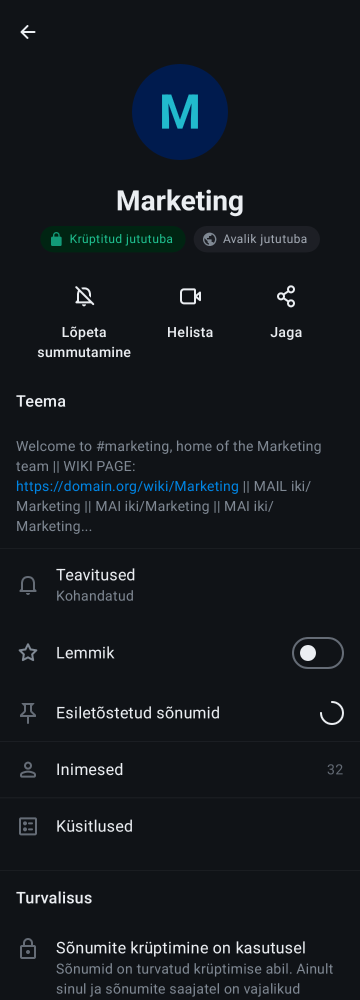 M
Marketing
Krüptitud jututuba
Avalik jututuba
Lõpeta
summutamine
Helista
Jaga
Teema
Welcome to #marketing, home of the Marketing
team || WIKI PAGE:
https://domain.org/wiki/Marketing || MAIL iki/
Marketing || MAI iki/Marketing || MAI iki/
Marketing...
Teavitused
Kohandatud
Lemmik
Esiletõstetud sõnumid
Inimesed 32
Küsitlused
Turvalisus
Sõnumite krüptimine on kasutusel
Sõnumid on turvatud krüptimise abil. Ainult
sinul ja sõnumite saajatel on vajalikud